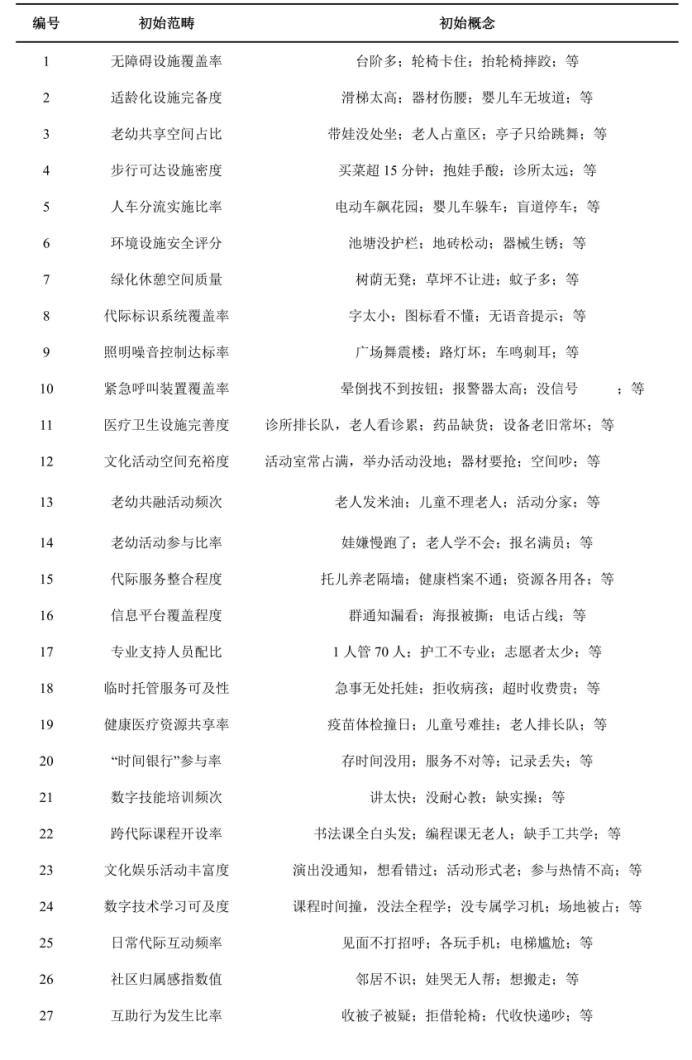 编号 初始范畴 初始概念
1 无障碍设施覆盖率 台阶多；轮椅卡住；抬轮椅摔跤；等
2 适龄化设施完备度 滑梯太高；器材伤腰；婴儿车无坡道；等
3 老幼共享空间占比 带娃没处坐；老人占童区；亭子只给跳舞；等
4 步行可达设施密度 买菜超 15 分钟；抱娃手酸；诊所太远；等
5 人车分流实施比率 电动车飙花园；婴儿车躲车；盲道停车；等
6 环境设施安全评分 池塘没护栏；地砖松动；器械生锈；等
7 绿化休憩空间质量 树荫无凳；草坪不让进；蚊子多；等
8 代际标识系统覆盖率 字太小；图标看不懂；无语音提示；等
9 照明噪音控制达标率 广场舞震楼；路灯坏；车鸣刺耳；等
10 紧急呼叫装置覆盖率 晕倒找不到按钮；报警器太高；没信号 ；等
11 医疗卫生设施完善度 诊所排长队，老人看诊累；药品缺货；设备老旧常坏；等
12 文化活动空间充裕度 活动室常占满，举办活动没地；器材要抢；空间吵；等
13 老幼共融活动频次 老人发米油；儿童不理老人；活动分家；等
14 老幼活动参与比率 娃嫌慢跑了；老人学不会；报名满员；等
15 代际服务整合程度 托儿养老隔墙；健康档案不通；资源各用各；等
16 信息平台覆盖程度 群通知漏看；海报被撕；电话占线；等
17 专业支持人员配比 1 人管 70 人；护工不专业；志愿者太少；等
18 临时托管服务可及性 急事无处托娃；拒收病孩；超时收费贵；等
19 健康医疗资源共享率 疫苗体检撞日；儿童号难挂；老人排长队；等
20 “时间银行”参与率 存时间没用；服务不对等；记录丢失；等
21 数字技能培训频次 讲太快；没耐心教；缺实操；等
22 跨代际课程开设率 书法课全白头发；编程课无老人；缺手工共学；等
23 文化娱乐活动丰富度 演出没通知，想看错过；活动形式老；参与热情不高；等
24 数字技术学习可及度 课程时间撞，没法全程学；没专属学习机；场地被占；等
25 日常代际互动频率 见面不打招呼；各玩手机；电梯尴尬；等
26 社区归属感指数值 邻居不识；娃哭无人帮；想搬走；等
27 互助行为发生比率 收被子被疑；拒借轮椅；代收快递吵；等